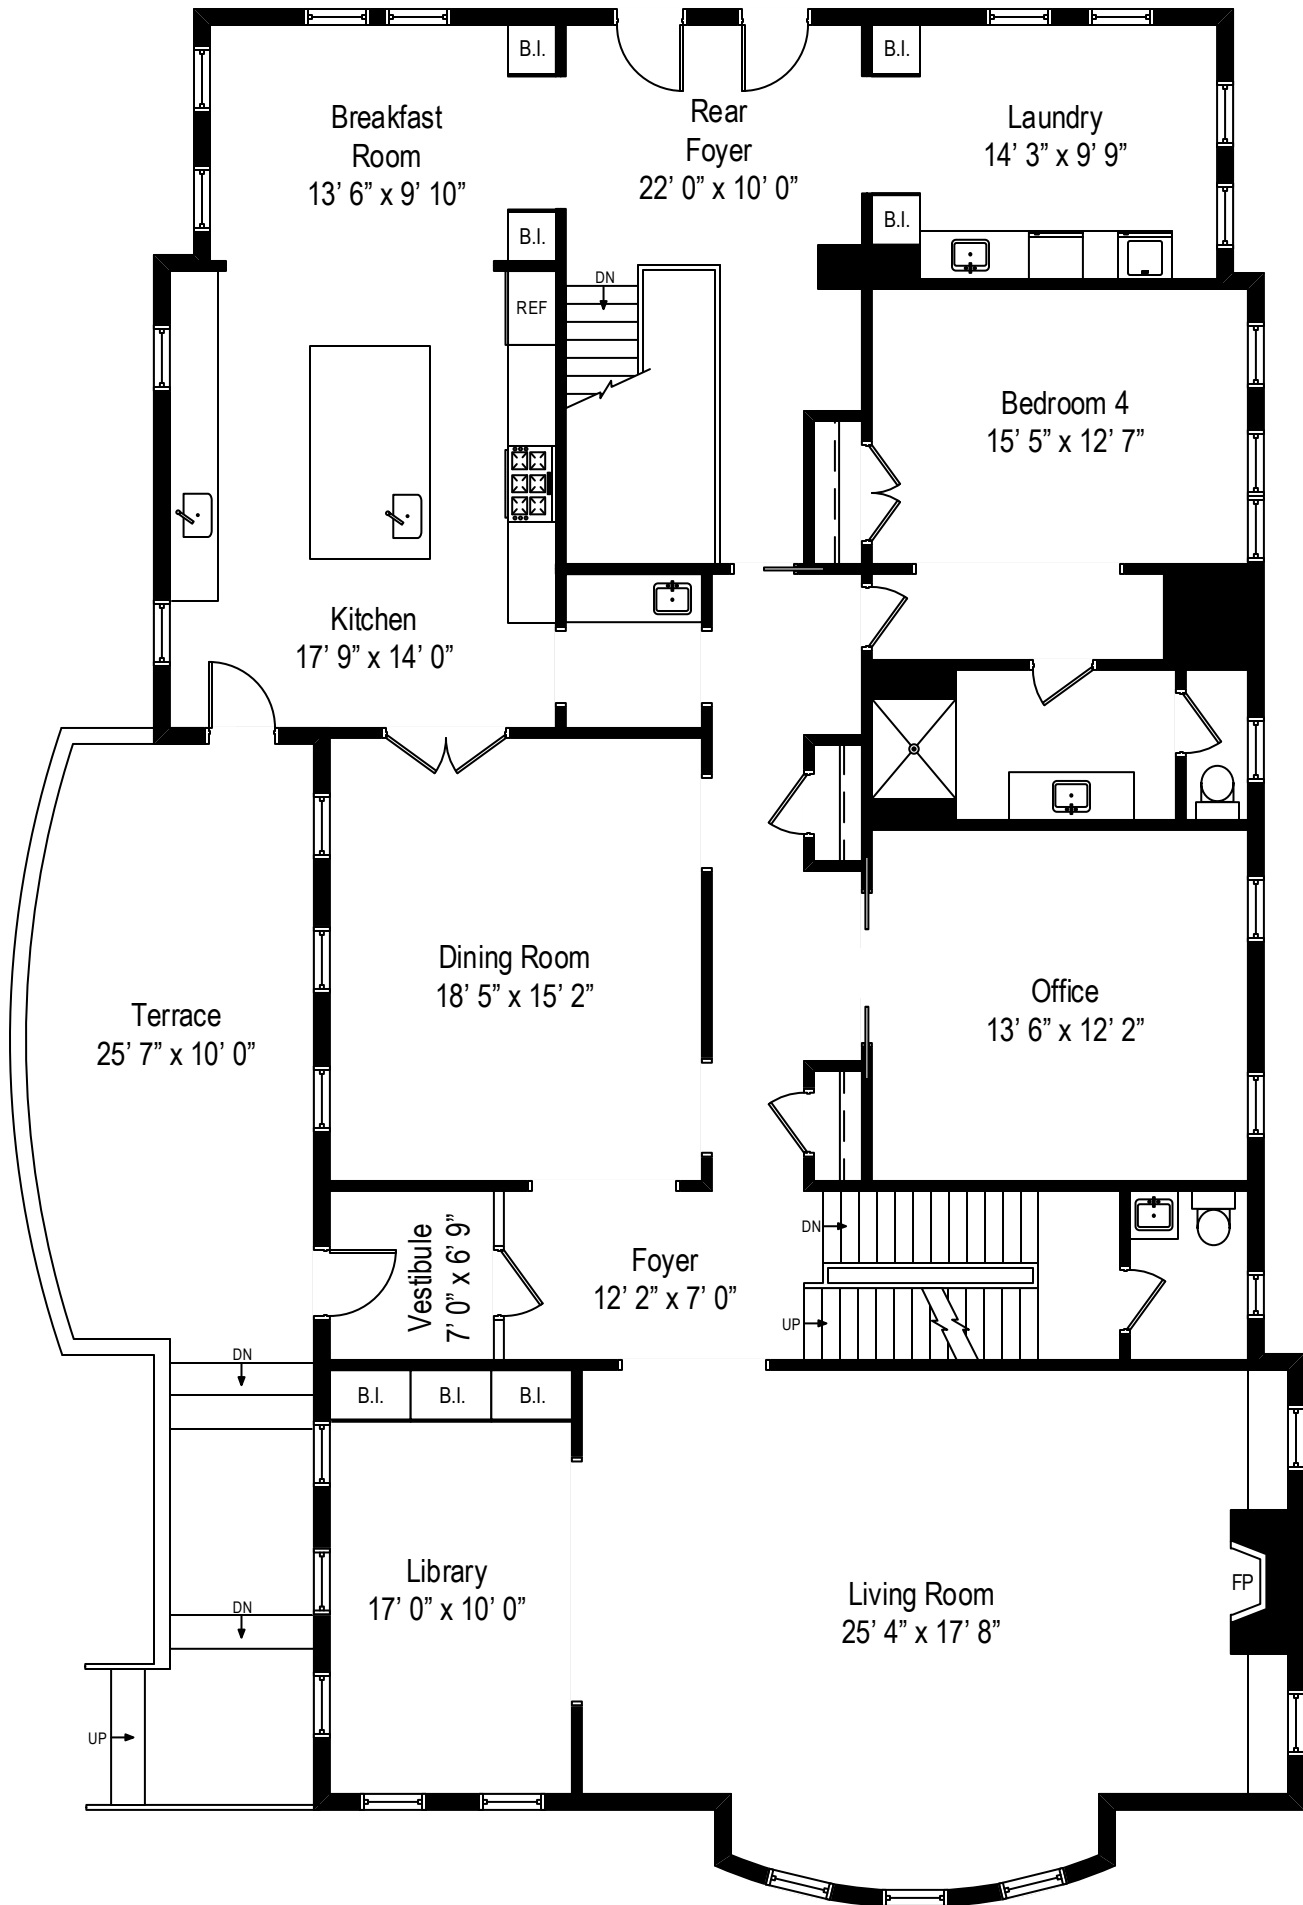 B.I.
B.I.
Breakfast
Room
13’ 6” x 9’ 10”
Rear
Foyer
22’ 0” x 10’ 0”
Laundry
14’ 3” x 9’ 9”
B.I.
B.I.
DN
REF
Bedroom 4
15’ 5” x 12’ 7”
Kitchen
17’ 9” x 14’ 0”
Dining Room
18’ 5” x 15’ 2”
Terrace
25’ 7” x 10’ 0”
Office
13’ 6” x 12’ 2”
Vestibule
7’ 0” x 6’ 9”
Foyer
12’ 2” x 7’ 0”
DN
UP
DN
B.I.
B.I.
B.I.
Library
17’ 0” x 10’ 0”
Living Room
25’ 4” x 17’ 8”
FP
DN
UP